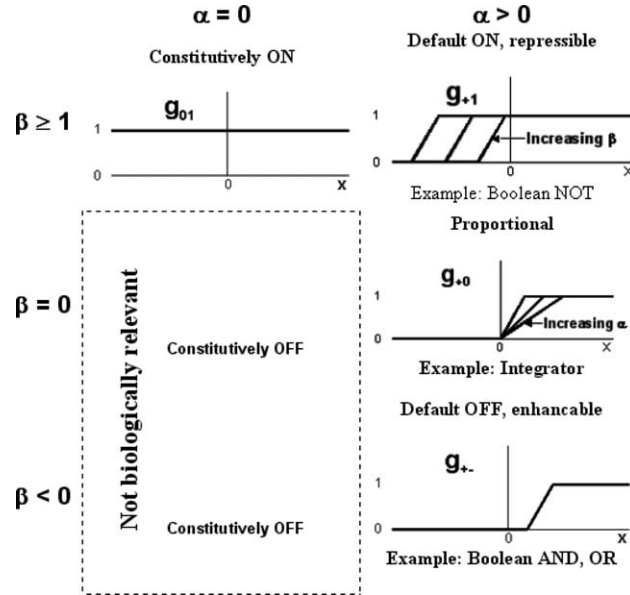 α = 0
α > 0
Constitutively ON
Default ON, repressible
β ≥ 1
g01
1
0
0
X
g+1
1
0
0
X
Increasing β
Example: Boolean NOT
Not biologically relevant
Proportional
β = 0
Constitutively OFF
g+0
1
0
0
X
Increasing α
Example: Integrator
Default OFF, enhancable
β < 0
Constitutively OFF
g+-
1
0
0
X
Example: Boolean AND, OR